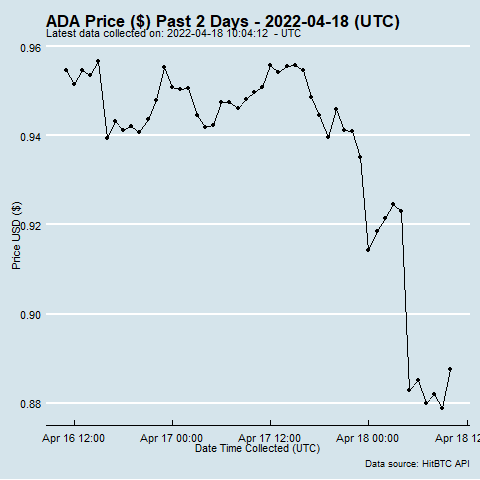 ADA Price ($) Past 2 Days - 2022-04-18 (UTC)
Latest data collected on: 2022-04-18 10:04:12 - UTC
0.96
0.94
0.92
0.90
0.88
Price USD ($)
Apr 16 12:00
Apr 17 00:00
Apr 17 12:00
Apr 18 00:00
Apr 18 12
Date Time Collected (UTC)
Data source: HitBTC API